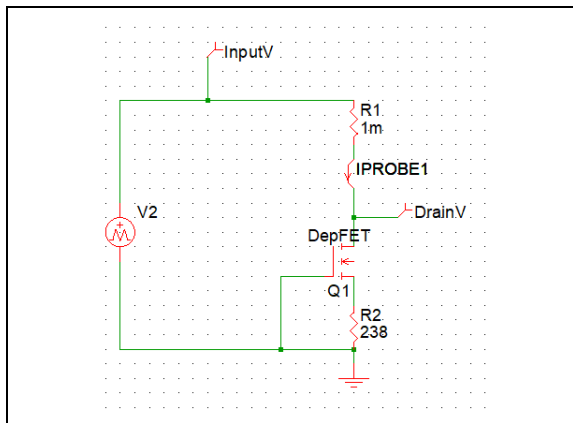 InputV
R1
1m
IPROBE1
V2
DrainV
DepFET
Q1
R2
238